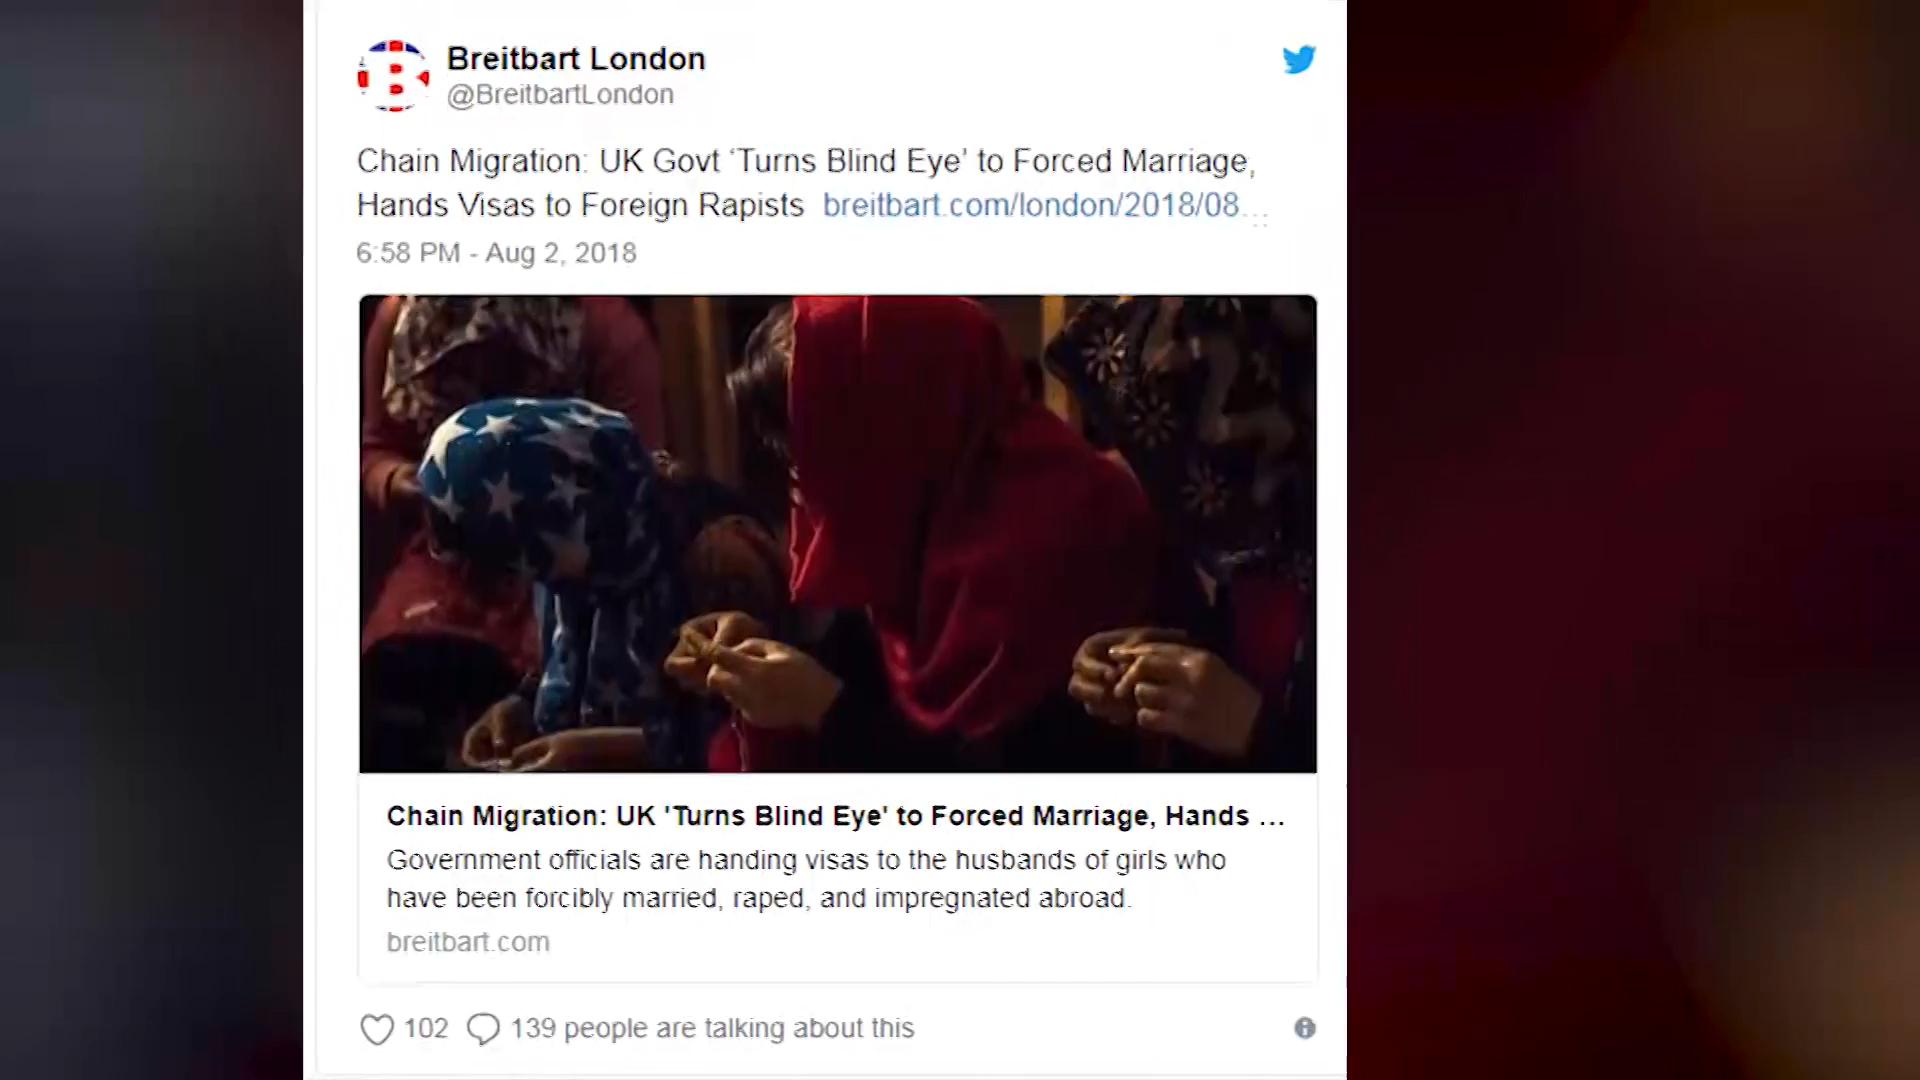 B
Breitbart London
@BreitbartLondon
Chain Migration: UK Govt ‘Turns Blind Eye’ to Forced Marriage,
Hands Visas to Foreign Rapists breitbart.com/london/2018/08…
6:58 PM - Aug 2, 2018
Chain Migration: UK 'Turns Blind Eye' to Forced Marriage, Hands ...
Government officials are handing visas to the husbands of girls who
have been forcibly married, raped, and impregnated abroad.
breitbart.com
102 139 people are talking about this